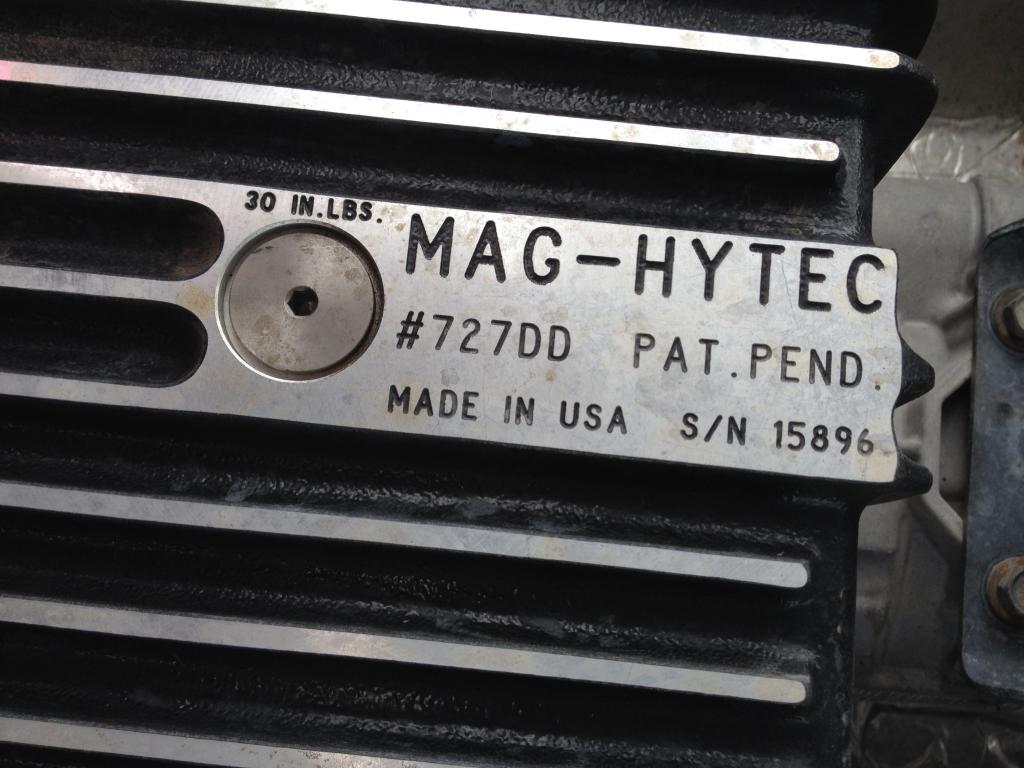 30 IN.LBS.
MAG-HYTEC
#727DD PAT.PEND.
MADE IN USA S/N 15896